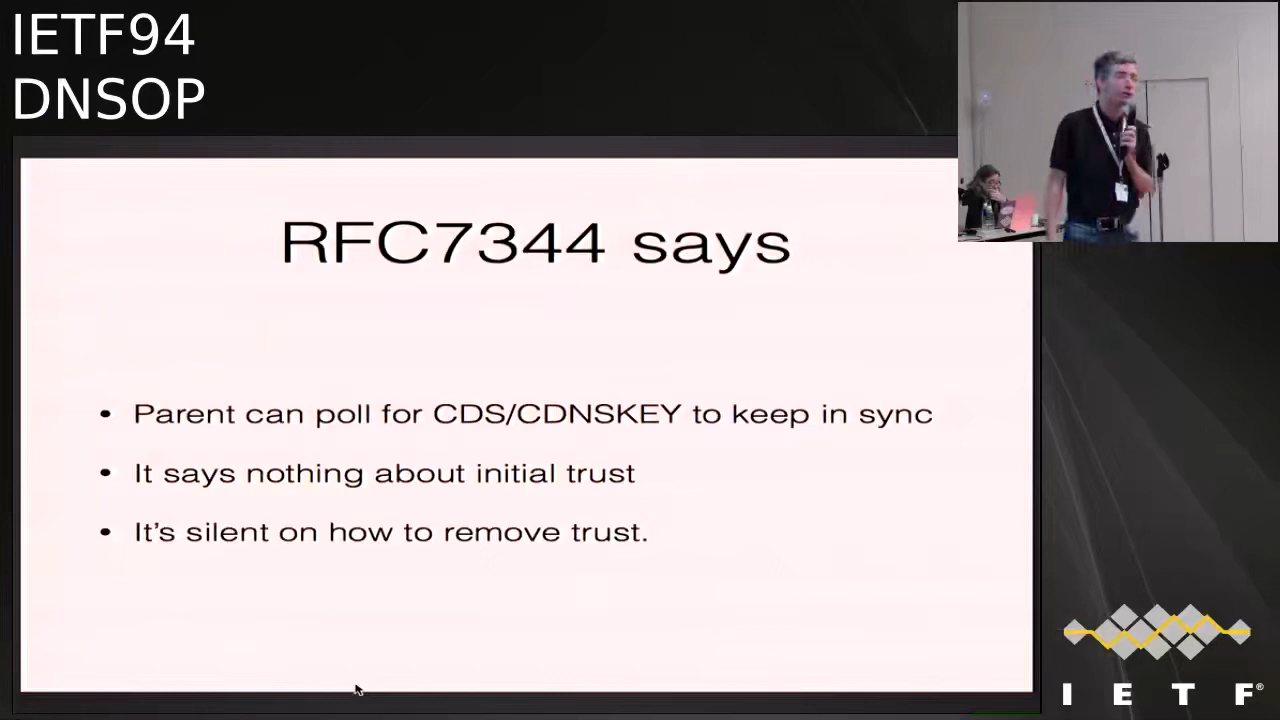 IETF94
DNSOP
RFC7344 says
• Parent can poll for CDS/CDNSKEY to keep in sync
• It says nothing about initial trust
• It’s silent on how to remove trust.
I E T F®